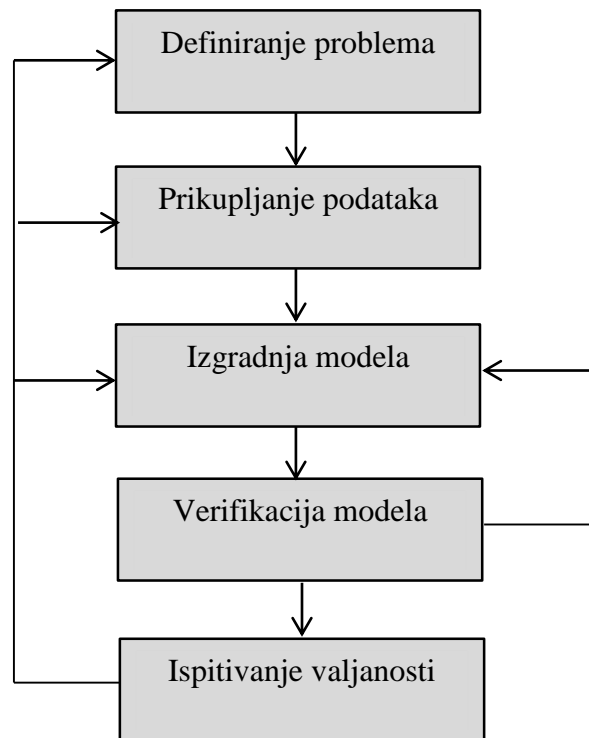 Definiranje problema
Prikupljanje podataka
Izgradnja modela
Verifikacija modela
Ispitivanje valjanosti